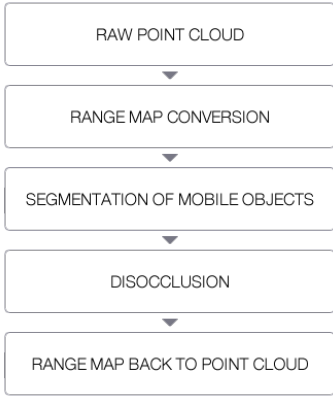 RAW POINT CLOUD
RANGE MAP CONVERSION
SEGMENTATION OF MOBILE OBJECTS
DISOCCLUSION
RANGE MAP BACK TO POINT CLOUD